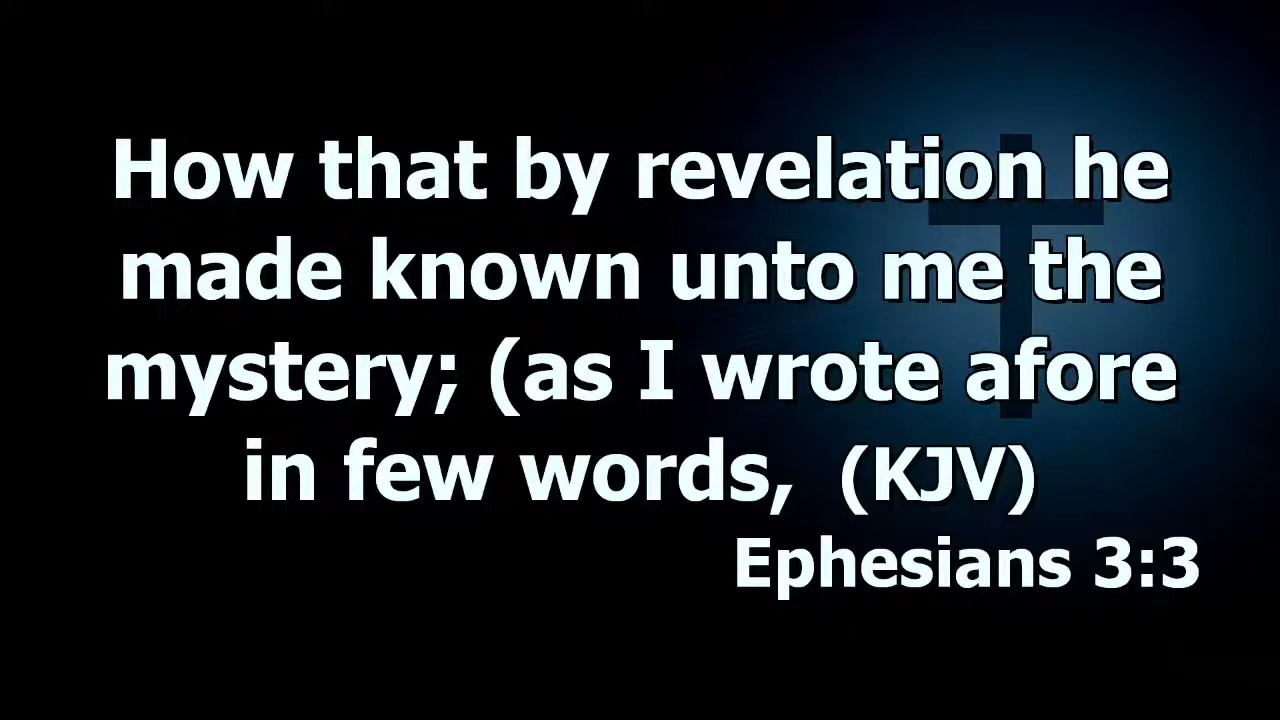 How that by revelation he
made known unto me the
mystery; (as I wrote afore
in few words, (KJV)
Ephesians 3:3